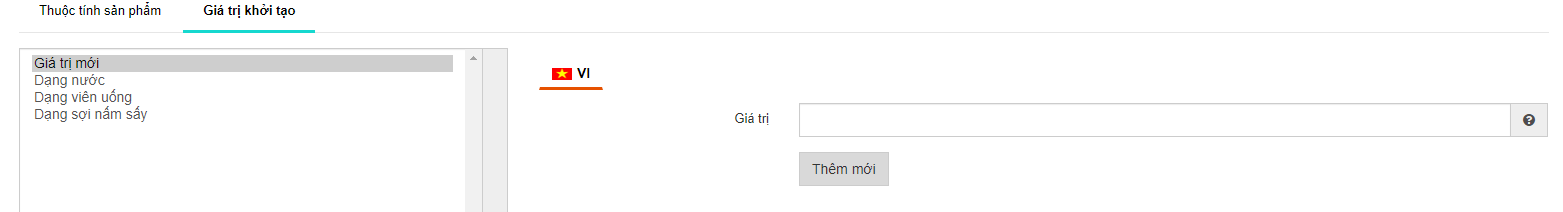 Thuộc tính sản phẩm
Giá trị khởi tạo
Giá trị mới
Dạng nước
Dạng viên uống
Dạng sợi nấm sấy
VI
Giá trị
Thêm mới